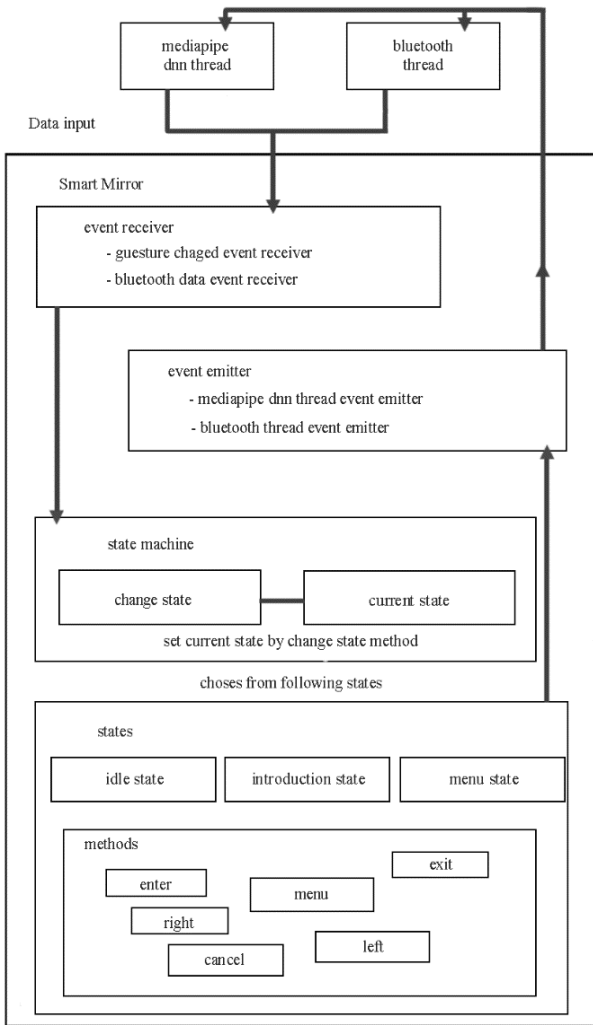 mediapipe
dnn thread
bluetooth
thread
Data input
Smart Mirror
event receiver
- guesture chaged event receiver
- bluetooth data event receiver
event emitter
- mediapipe dnn thread event emitter
- bluetooth thread event emitter
state machine
change state
current state
set current state by change state method
choses from following states
states
idle state
introduction state
menu state
methods
exit
enter
menu
right
left
cancel